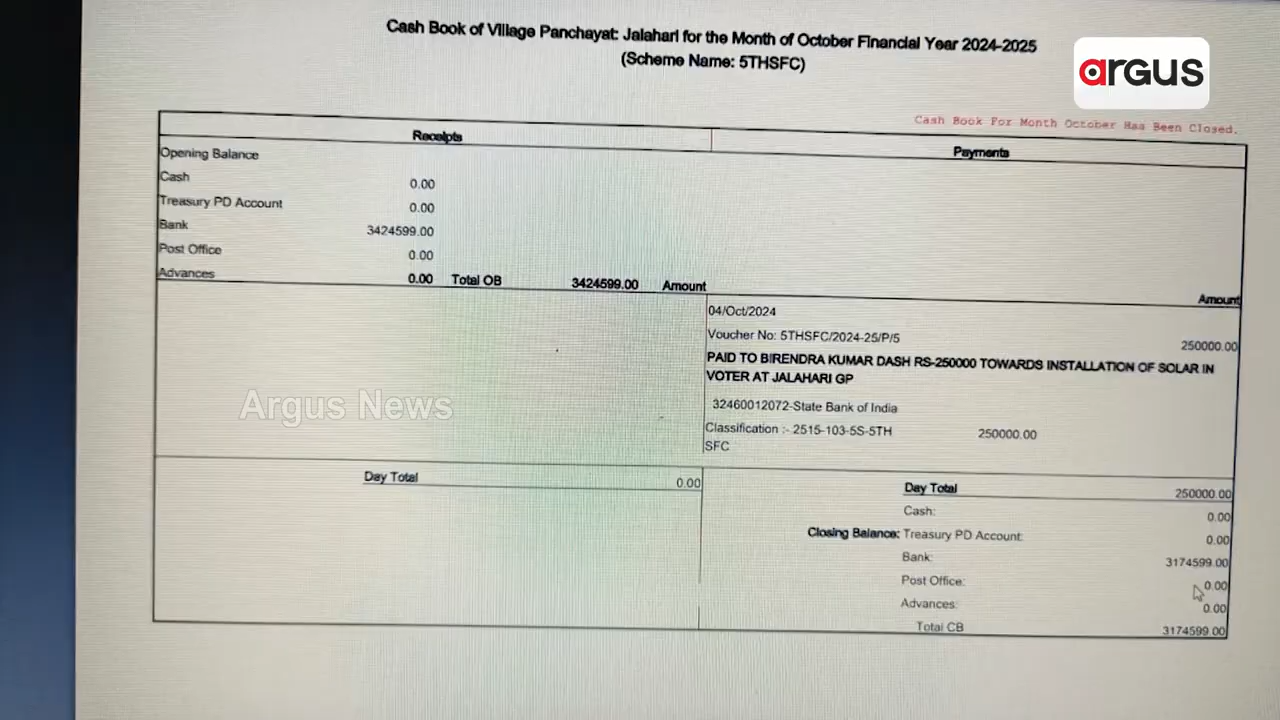 Cash Book of Village Panchayat: Jalahari for the Month of October Financial Year 2024-2025
(Scheme Name: 5THSFC)
argus
Cash Book For Month October Has Been Closed.
Receipts
Payments
Opening Balance
Cash 0.00
Treasury PD Account 0.00
Bank 3424599.00
Post Office 0.00
Advances 0.00 Total OB 3424599.00 Amount
Amount
04/Oct/2024
Voucher No: 5THSFC/2024-25/P/5 250000.00
PAID TO BIRENDRA KUMAR DASH RS-250000 TOWARDS INSTALLATION OF SOLAR IN
VOTER AT JALAHARI GP
32460012072-State Bank of India
Classification :- 2515-103-5S-5TH 250000.00
SFC
Argus News
Day Total 0.00
Day Total 250000.00
Cash: 0.00
Closing Balance: Treasury PD Account: 0.00
Bank: 3174599.00
Post Office: 0.00
Advances: 0.00
Total CB 3174599.00